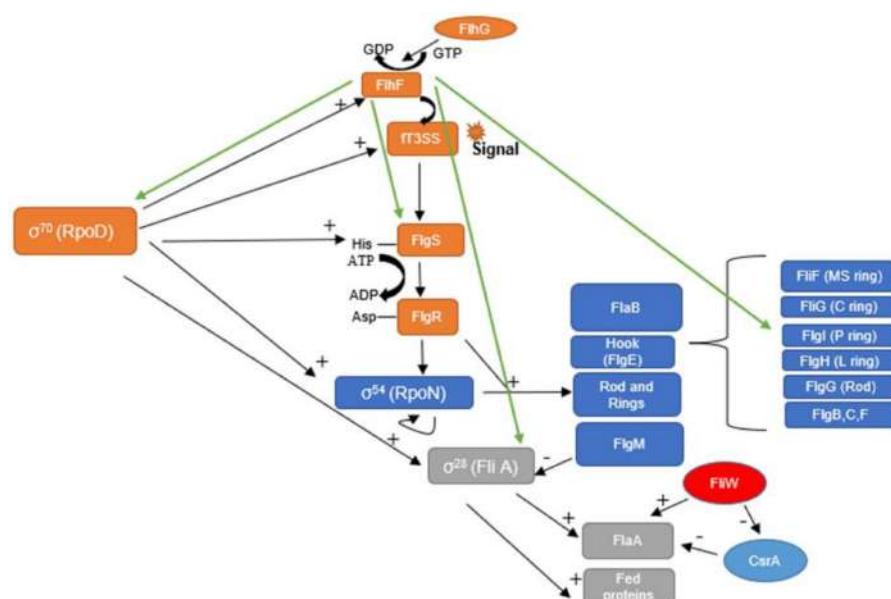 FlhG
GDP
GTP
FlhF
+
fT3SS
Signal
+
σ⁷⁰ (RpoD)
+
His
FlgS
ATP
ADP
Asp
FlgR
+
σ⁵⁴ (RpoN)
+
+
σ²⁸ (Fli A)
FlaB
Hook
(FlgE)
Rod and
Rings
FlgM
-
FliF (MS ring)
FliG (C ring)
FlgI (P ring)
FlgH (L ring)
FlgG (Rod)
FlgB,C,F
FliW
+
-
+
FlaA
-
CsrA
+
Fed
proteins